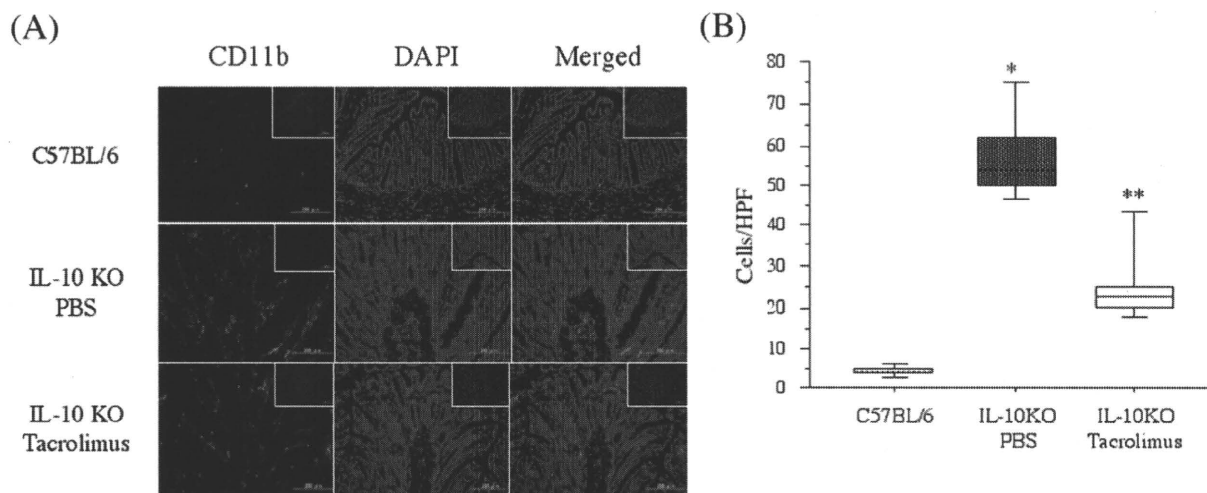 (A)
CD11b DAPI Merged
C57BL/6
IL-10 KO
PBS
IL-10 KO
Tacrolimus
(B)
Cells/HPF
80
70
60
50
40
30
20
10
0
*
**
C57BL/6
IL-10KO
PBS
IL-10KO
Tacrolimus